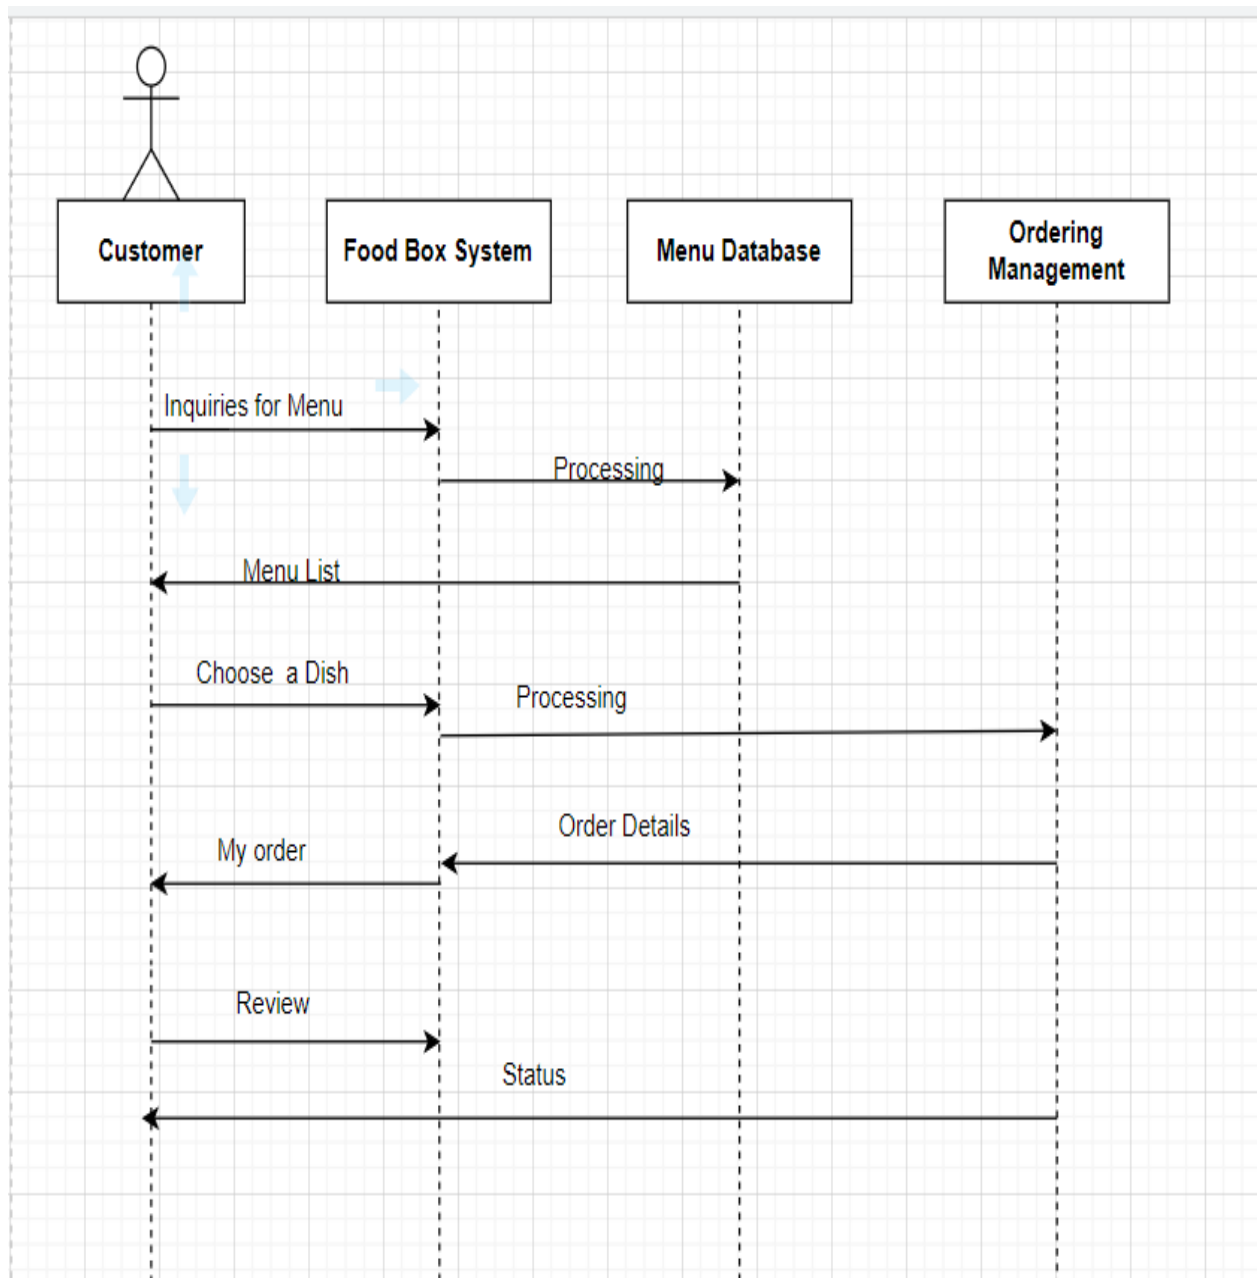 Customer
Food Box System
Menu Database
Ordering
Management
Inquiries for Menu
Processing
Menu List
Choose a Dish
Processing
Order Details
My order
Review
Status